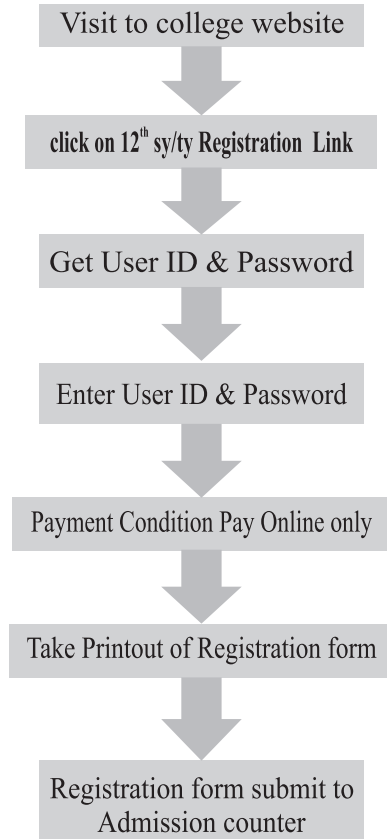 Visit to college website
click on 12th sy/ty Registration Link
Get User ID & Password
Enter User ID & Password
Payment Condition Pay Online only
Take Printout of Registration form
Registration form submit to
Admission counter